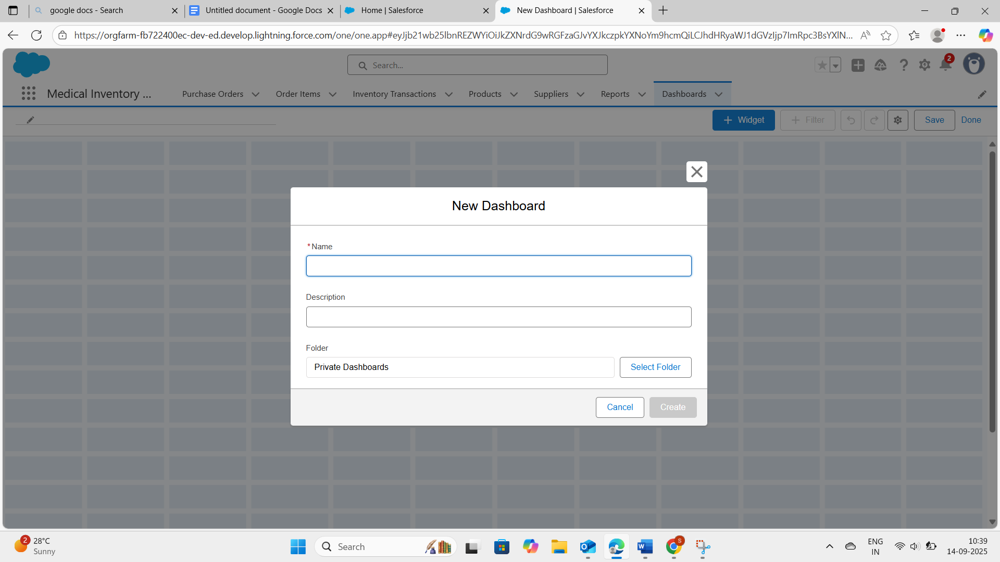 google docs - Search
Untitled document - Google Docs
Home | Salesforce
New Dashboard | Salesforce
https://orgfarm-fb722400ec-dev-ed.develop.lightning.force.com/one/one.app#eyJjb21wb25lbnREZWYiOiJkZXNrdG9wRGFzaGJvYXJkczpkYXNoYm9hcmQiLCJhdHRyaWJ1dGVzIjp7ImRpc3BsYXlN...
Search...
2
Medical Inventory ...
Purchase Orders
Order Items
Inventory Transactions
Products
Suppliers
Reports
Dashboards
+ Widget
+ Filter
Save
Done
New Dashboard
*Name
Description
Folder
Private Dashboards
Select Folder
Cancel
Create
2
28°C
Sunny
Search
S
ENG
IN
10:39
14-09-2025